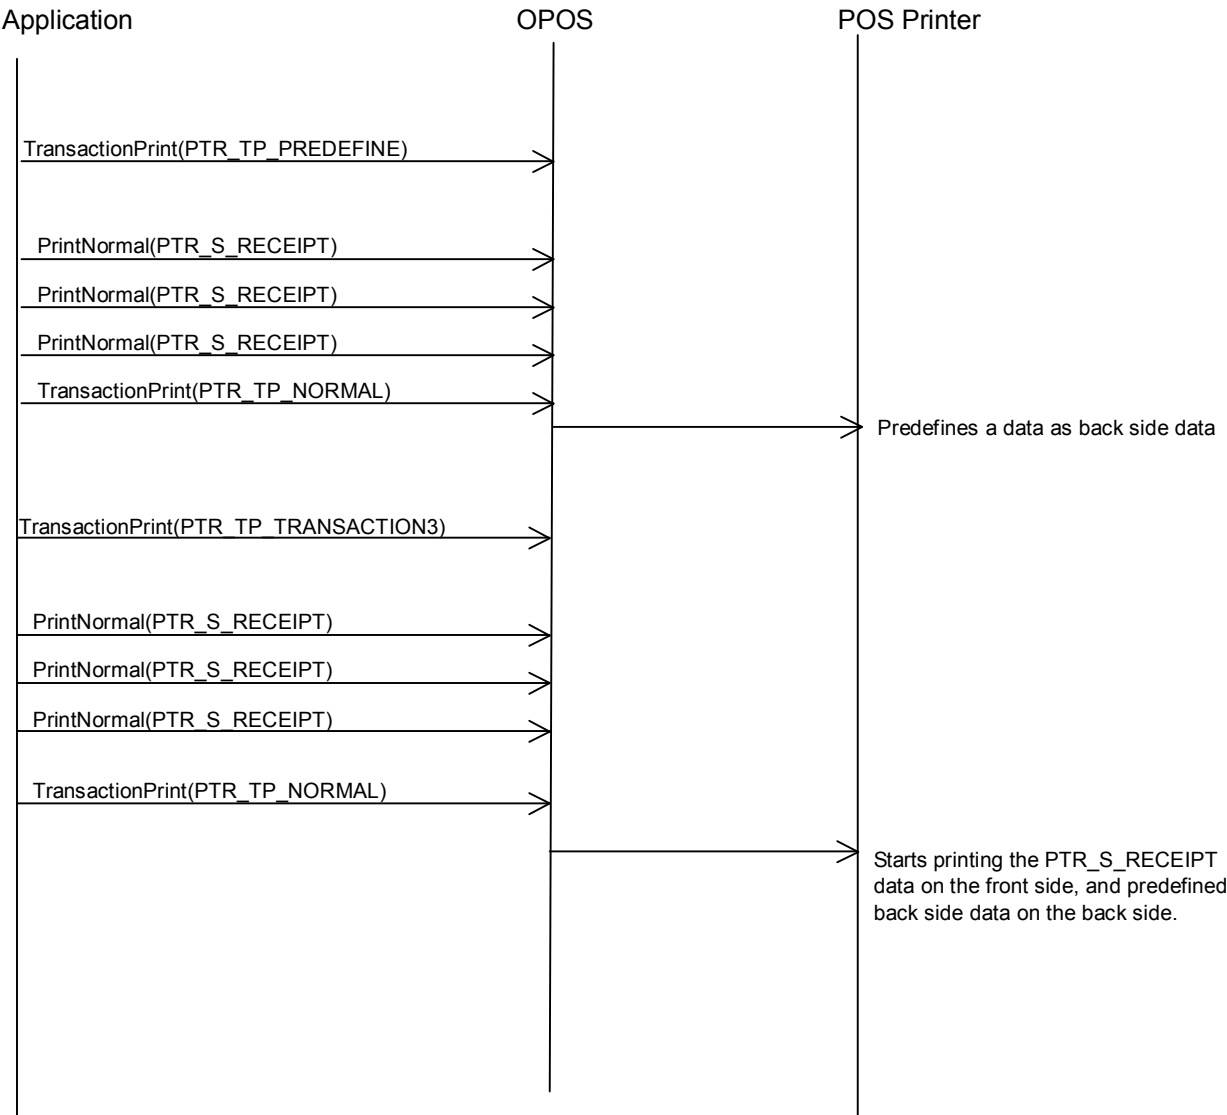 Application
OPOS
POS Printer
TransactionPrint(PTR_TP_PREDEFINE)
PrintNormal(PTR_S_RECEIPT)
PrintNormal(PTR_S_RECEIPT)
PrintNormal(PTR_S_RECEIPT)
TransactionPrint(PTR_TP_NORMAL)
Predefines a data as back side data
TransactionPrint(PTR_TP_TRANSACTION3)
PrintNormal(PTR_S_RECEIPT)
PrintNormal(PTR_S_RECEIPT)
PrintNormal(PTR_S_RECEIPT)
TransactionPrint(PTR_TP_NORMAL)
Starts printing the PTR_S_RECEIPT
data on the front side, and predefined
back side data on the back side.